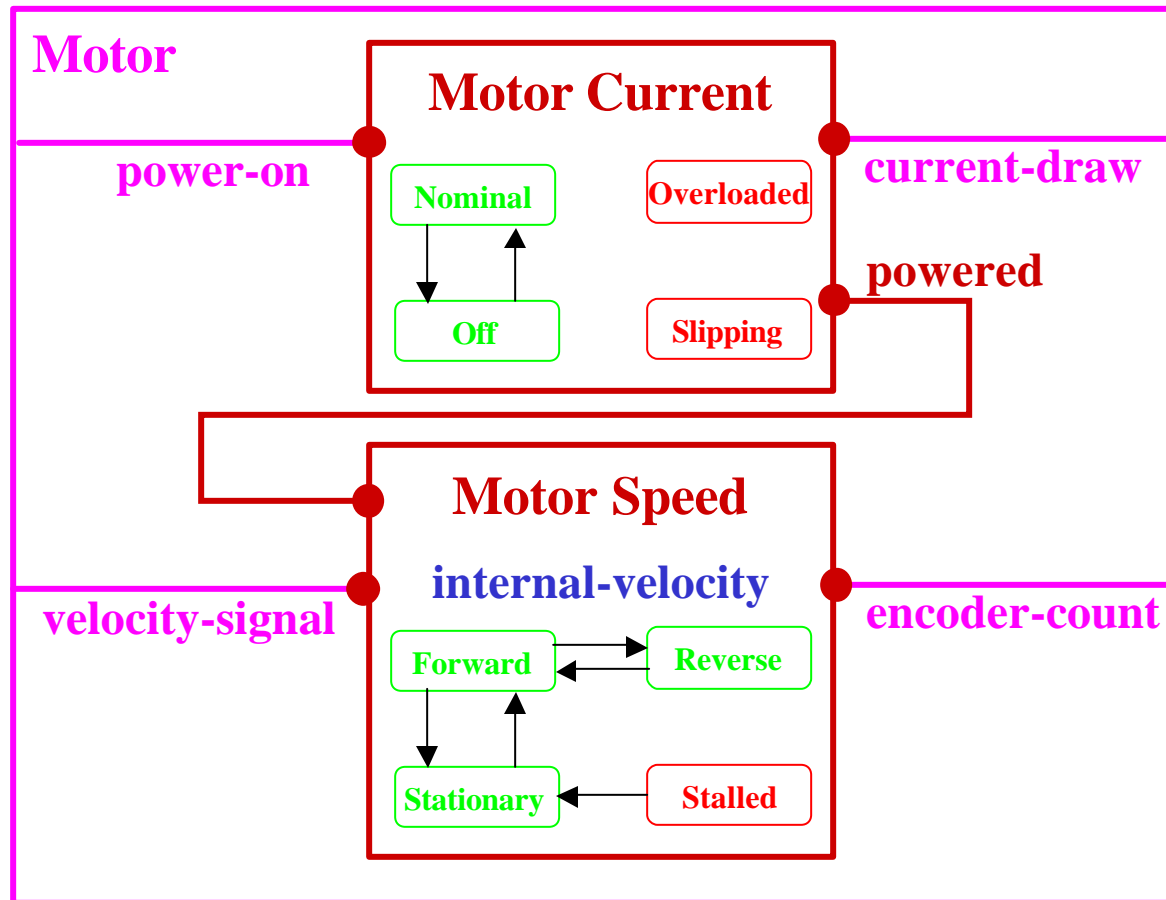 Motor
Motor Current
power-on
current-draw
Nominal
Overloaded
powered
Off
Slipping
Motor Speed
internal-velocity
velocity-signal
encoder-count
Forward
Reverse
Stationary
Stalled